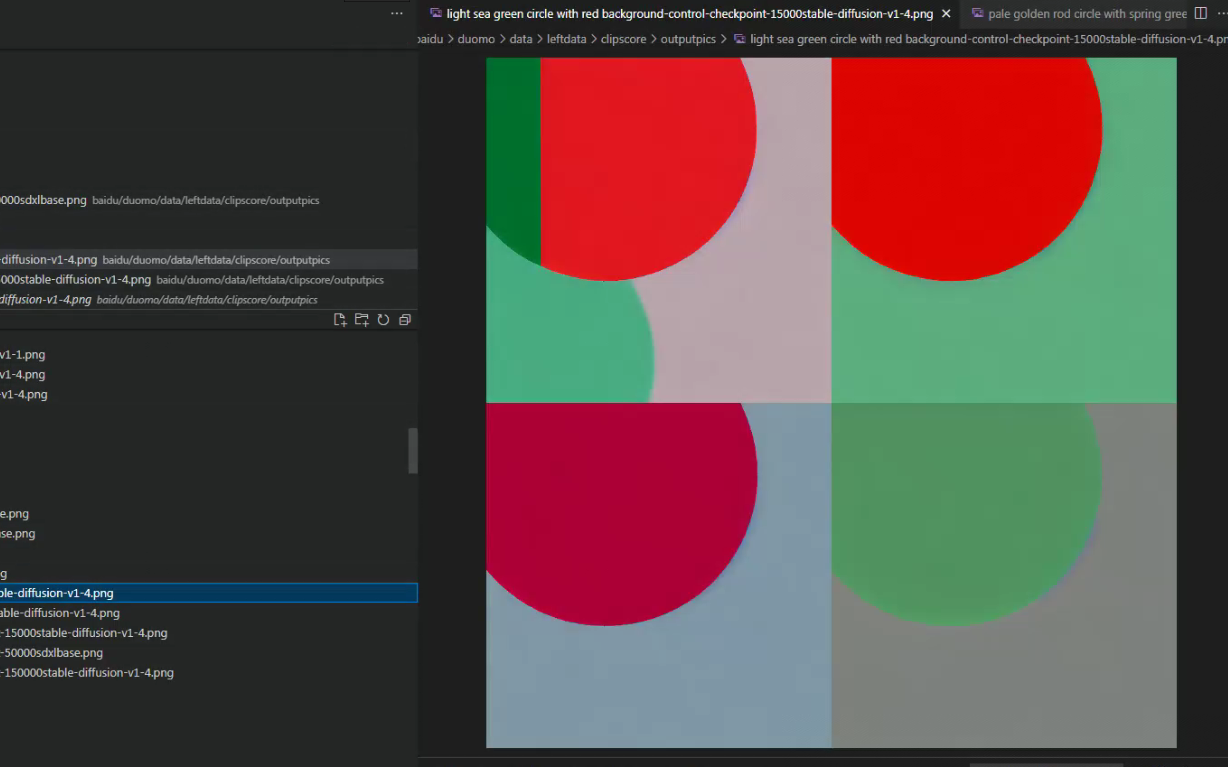 light sea green circle with red background-control-checkpoint-15000stable-diffusion-v1-4.png
pale golden rod circle with spring gree
baidu > duomo > data > leftdata > clipscore > outputpics > light sea green circle with red background-control-checkpoint-15000stable-diffusion-v1-4.pn
0000sdxlbase.png baidu/duomo/data/leftdata/clipscore/outputpics
-diffusion-v1-4.png baidu/duomo/data/leftdata/clipscore/outputpics
000stable-diffusion-v1-4.png baidu/duomo/data/leftdata/clipscore/outputpics
diffusion-v1-4.png baidu/duomo/data/leftdata/clipscore/outputpics
v1-1.png
v1-4.png
-v1-4.png
e.png
se.png
g
ble-diffusion-v1-4.png
able-diffusion-v1-4.png
-15000stable-diffusion-v1-4.png
-50000sdxlbase.png
-150000stable-diffusion-v1-4.png